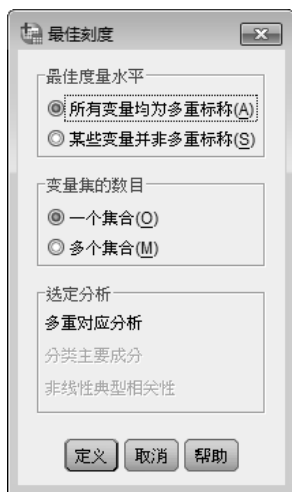 最佳刻度
最佳度量水平
所有变量均为多重标称(A)
某些变量并非多重标称(S)
变量集的数目
一个集合(O)
多个集合(M)
选定分析
多重对应分析
分类主要成分
非线性典型相关性
定义 取消 帮助